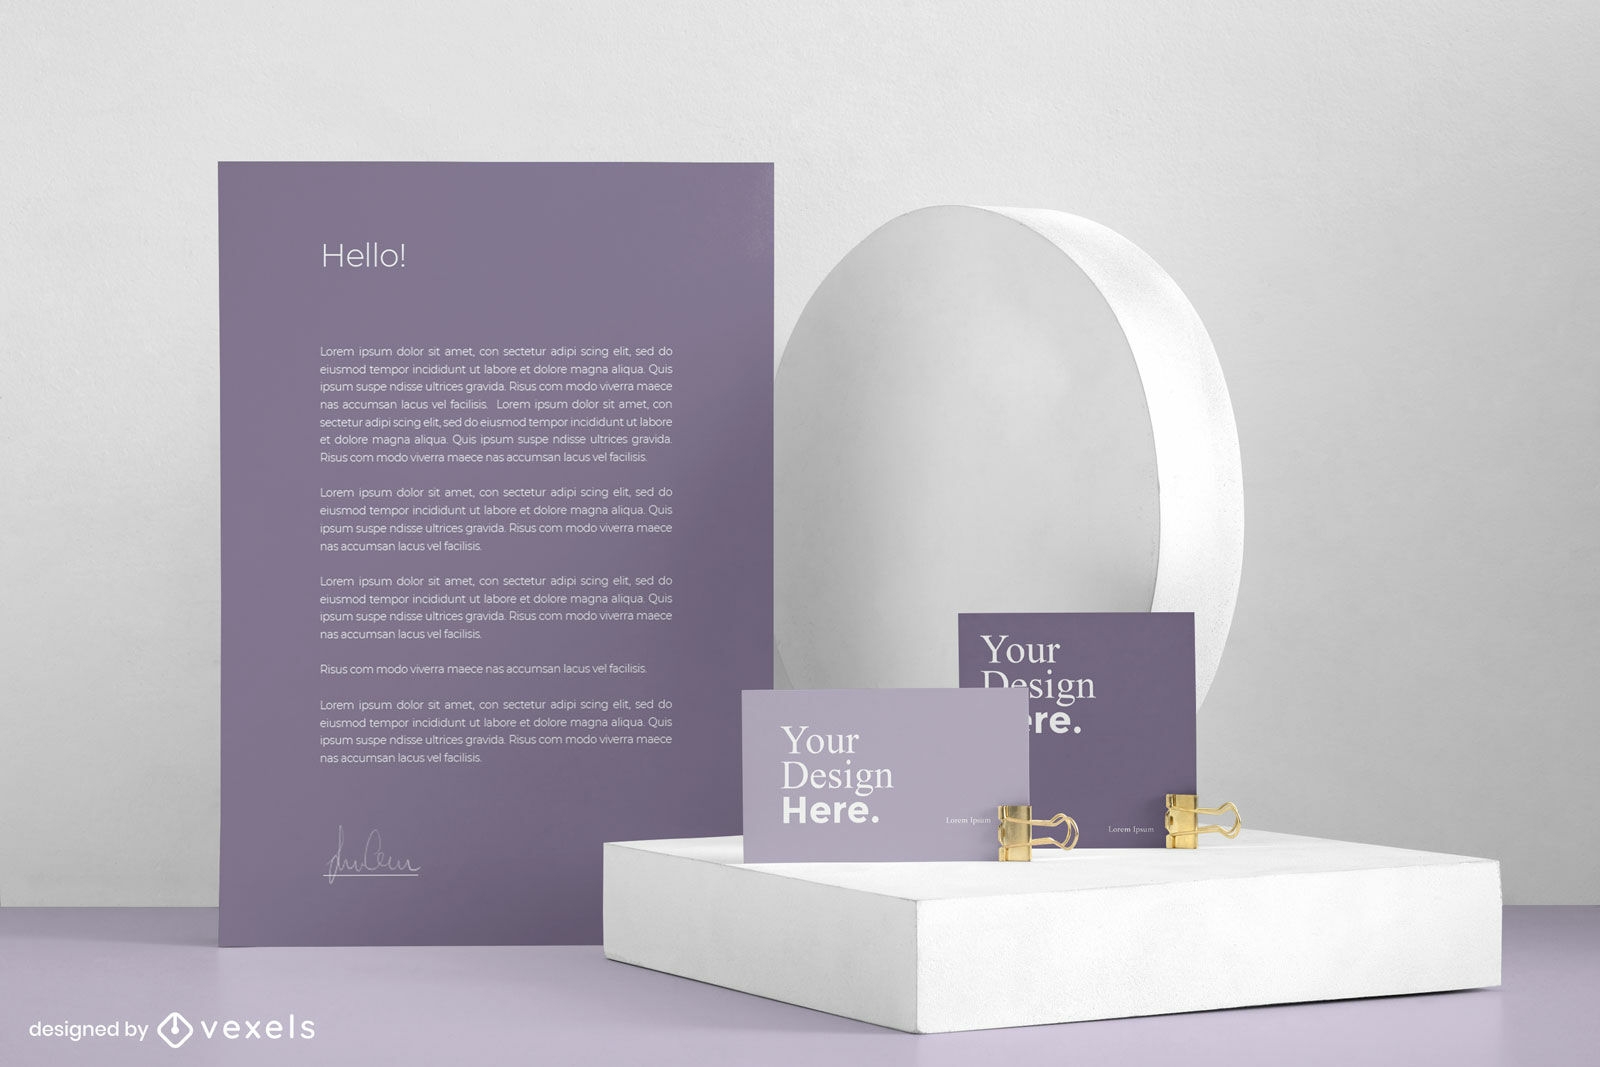 Hello!
Lorem ipsum dolor sit amet, con sectetur adipi scing elit, sed do
eiusmod tempor incididunt ut labore et dolore magna aliqua. Quis
ipsum suspe ndisse ultrices gravida. Risus com modo viverra maece
nas accumsan lacus vel facilisis. Lorem ipsum dolor sit amet, con
sectetur adipi scing elit, sed do eiusmod tempor incididunt ut labore
et dolore magna aliqua. Quis ipsum suspe ndisse ultrices gravida.
Risus com modo viverra maece nas accumsan lacus vel facilisis.
Lorem ipsum dolor sit amet, con sectetur adipi scing elit, sed do
eiusmod tempor incididunt ut labore et dolore magna aliqua. Quis
ipsum suspe ndisse ultrices gravida. Risus com modo viverra maece
nas accumsan lacus vel facilisis.
Lorem ipsum dolor sit amet, con sectetur adipi scing elit, sed do
eiusmod tempor incididunt ut labore et dolore magna aliqua. Quis
ipsum suspe ndisse ultrices gravida. Risus com modo viverra maece
nas accumsan lacus vel facilisis.
Risus com modo viverra maece nas accumsan lacus vel facilisis.
Lorem ipsum dolor sit amet, con sectetur adipi scing elit, sed do
eiusmod tempor incididunt ut labore et dolore magna aliqua. Quis
ipsum suspe ndisse ultrices gravida. Risus com modo viverra maece
nas accumsan lacus vel facilisis.
Your
Design
Here.
Lorem Ipsum
Your
Design
ere.
Lorem Ipsum
designed by vexels